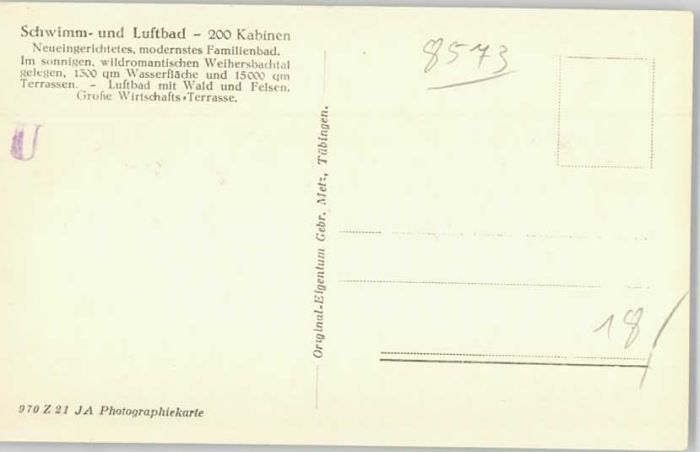 Schwimm- und Luftbad - 200 Kabinen
Neueingerichtetes, modernstes Familienbad.
Im sonnigen, wildromantischen Weihersbachtal
gelegen, 1300 qm Wasserfläche und 15000 qm
Terrassen. - Luftbad mit Wald und Felsen.
Große Wirtschafts-Terrasse.
U
8573
Original-Eigentum Gebr. Metz, Tübingen.
18/
970 Z 21 JA Photographiekarte